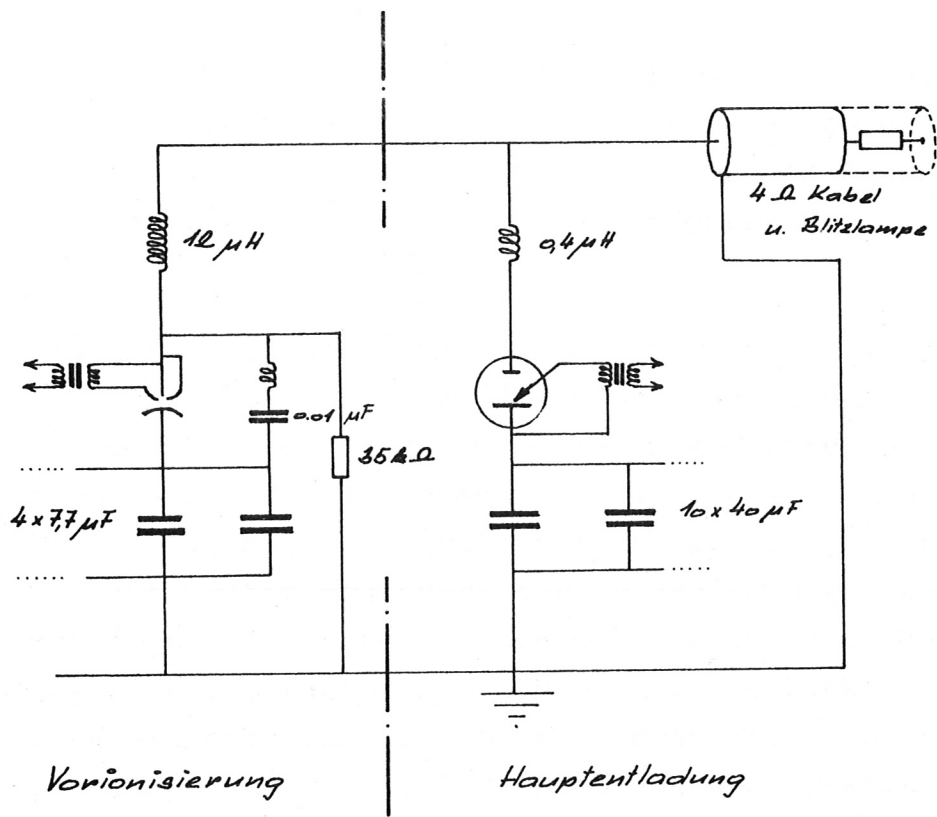 4 Ω Kabel
u. Blitzlampe
12 μH
0,4 μH
0.01 μF
35 kΩ
4 x 7,7 μF
10 x 40 μF
Vorionisierung
Hauptentladung